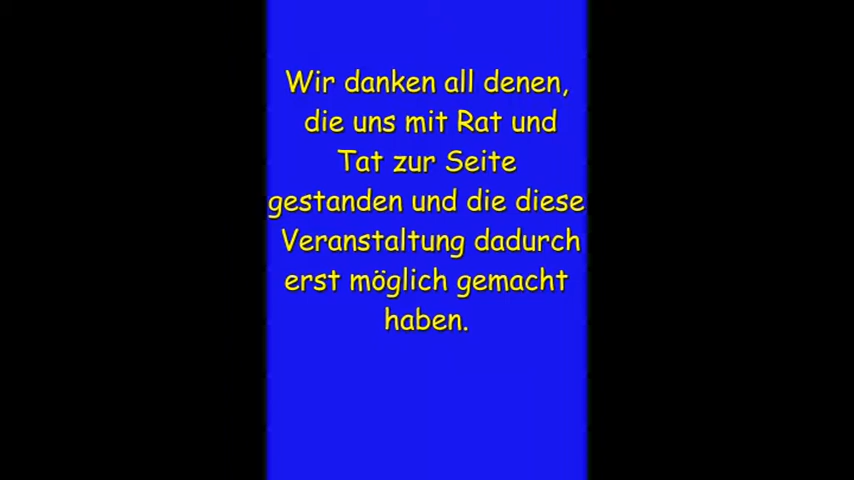 Wir danken all denen,
die uns mit Rat und
Tat zur Seite
gestanden und die diese
Veranstaltung dadurch
erst möglich gemacht
haben.